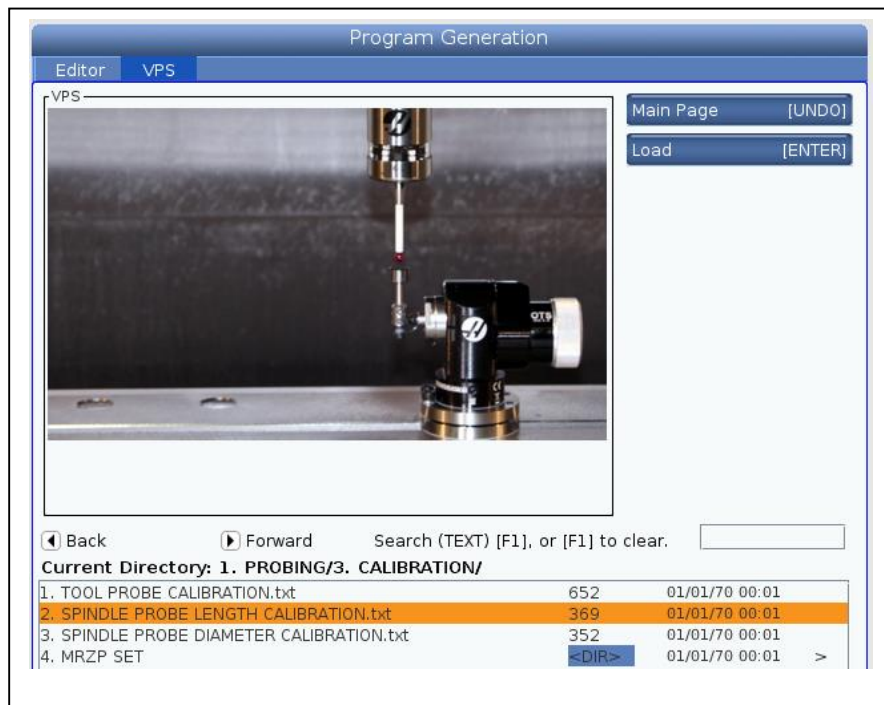 Program Generation
Editor VPS
VPS
Main Page [UNDO]
Load [ENTER]
OTS
Back Forward Search (TEXT) [F1], or [F1] to clear.
Current Directory: 1. PROBING/3. CALIBRATION/
1. TOOL PROBE CALIBRATION.txt 652 01/01/70 00:01
2. SPINDLE PROBE LENGTH CALIBRATION.txt 369 01/01/70 00:01
3. SPINDLE PROBE DIAMETER CALIBRATION.txt 352 01/01/70 00:01
4. MRZP SET <DIR> 01/01/70 00:01 >